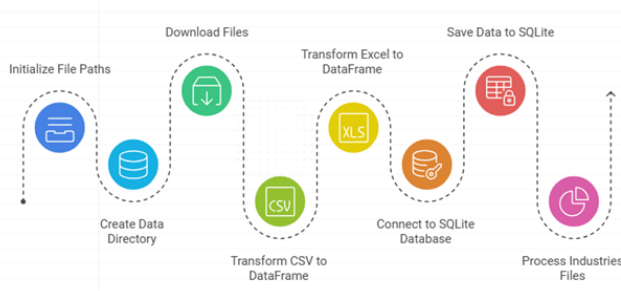 Initialize File Paths
Create Data
Directory
Download Files
CSV
Transform CSV to
DataFrame
Transform Excel to
DataFrame
XLS
Connect to SQLite
Database
Save Data to SQLite
Process Industries
Files